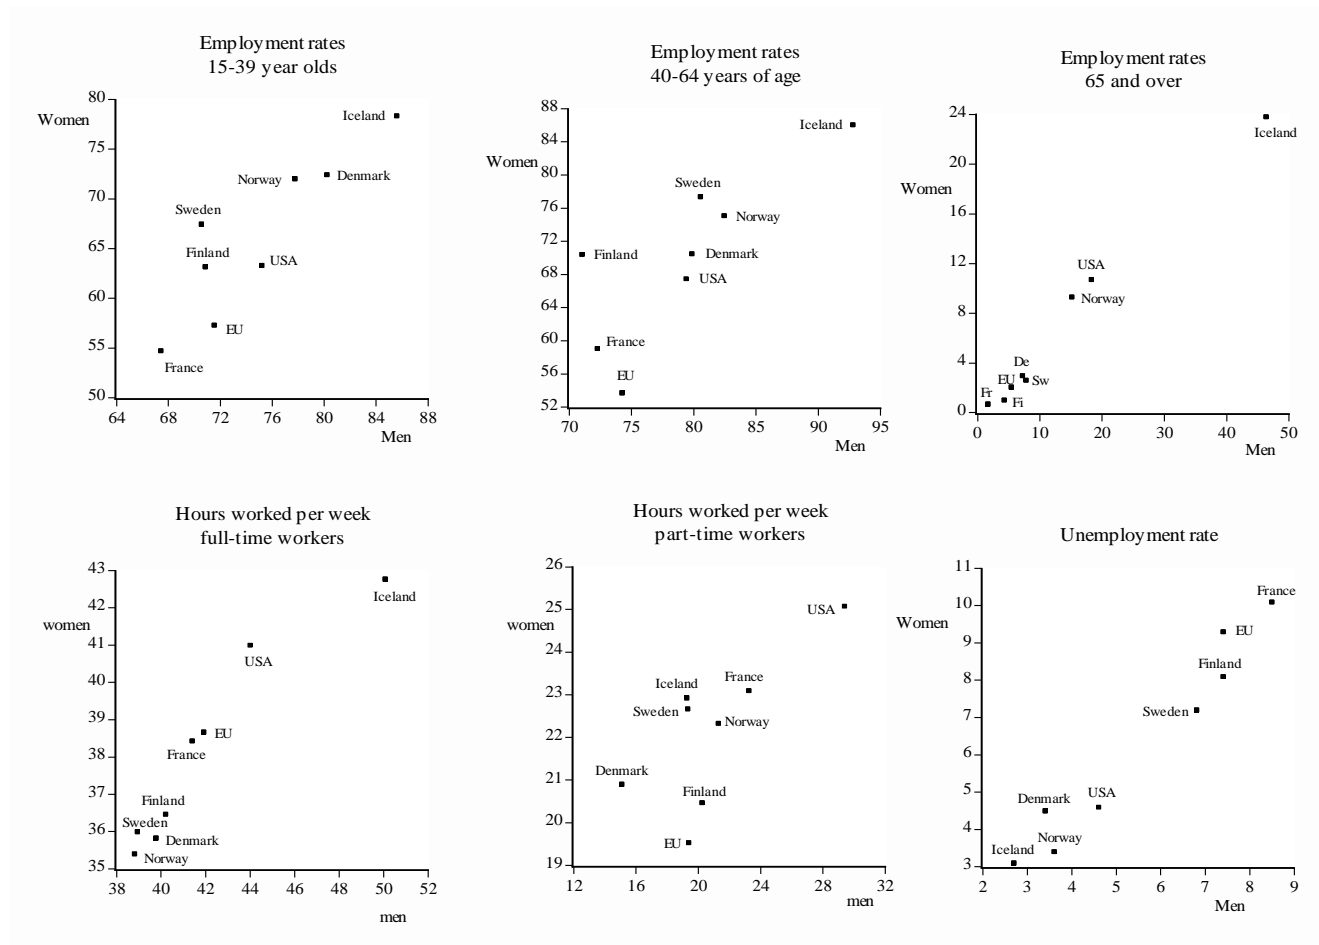 Employment rates
15-39 year olds
Women
80
75
70
65
60
55
50
64 68 72 76 80 84 88
Men
Iceland
Norway
Denmark
Sweden
Finland
USA
EU
France
Employment rates
40-64 years of age
Women
88
84
80
76
72
68
64
60
56
52
70 75 80 85 90 95
Men
Iceland
Sweden
Norway
Finland
Denmark
USA
France
EU
Employment rates
65 and over
Women
24
20
16
12
8
4
0
0 10 20 30 40 50
Men
Iceland
USA
Norway
De
EU
Sw
Fr
Fi
Hours worked per week
full-time workers
women
43
42
41
40
39
38
37
36
35
38 40 42 44 46 48 50 52
men
Iceland
USA
EU
France
Finland
Sweden
Denmark
Norway
Hours worked per week
part-time workers
women
26
25
24
23
22
21
20
19
12 16 20 24 28 32
men
USA
France
Iceland
Sweden
Norway
Denmark
Finland
EU
Unemployment rate
Women
11
10
9
8
7
6
5
4
3
2 3 4 5 6 7 8 9
Men
France
EU
Finland
Sweden
USA
Denmark
Norway
Iceland